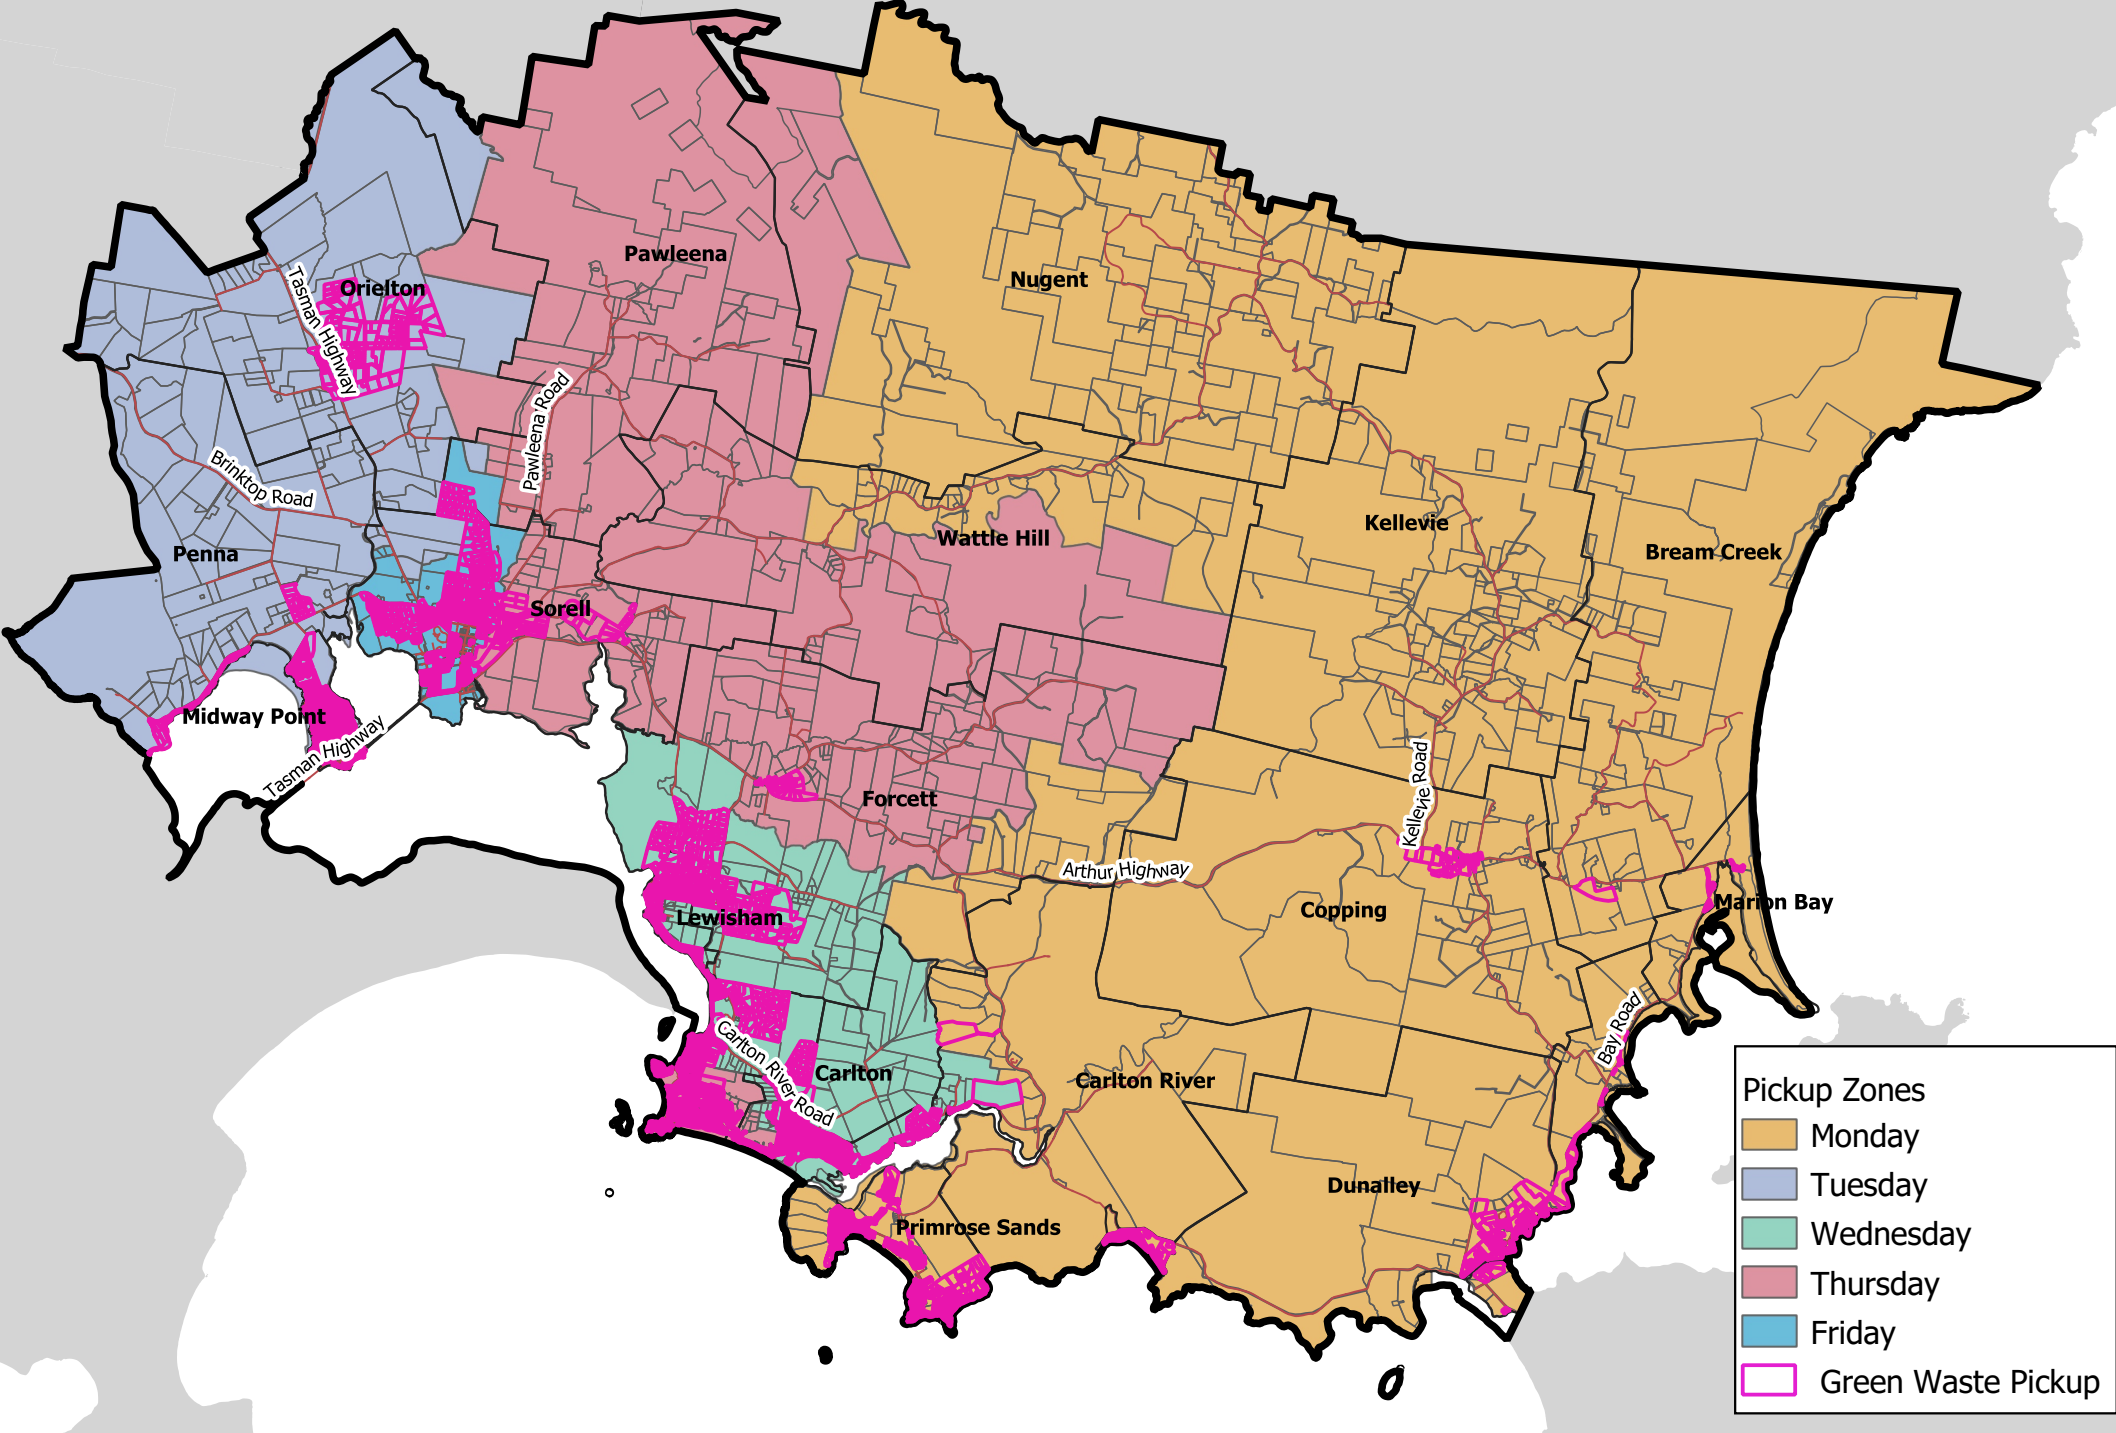 Pawleena
Nugent
Orielton
Tasman Highway
Pawleena Road
Brinktop Road
Penna
Wattle Hill
Kellevie
Bream Creek
Sorell
Midway Point
Tasman Highway
Forcett
Kellevie Road
Arthur Highway
Lewisham
Copping
Marion Bay
Carlton River Road
Carlton
Carlton River
Bay Road
Dunalley
Primrose Sands
Pickup Zones
Monday
Tuesday
Wednesday
Thursday
Friday
Green Waste Pickup